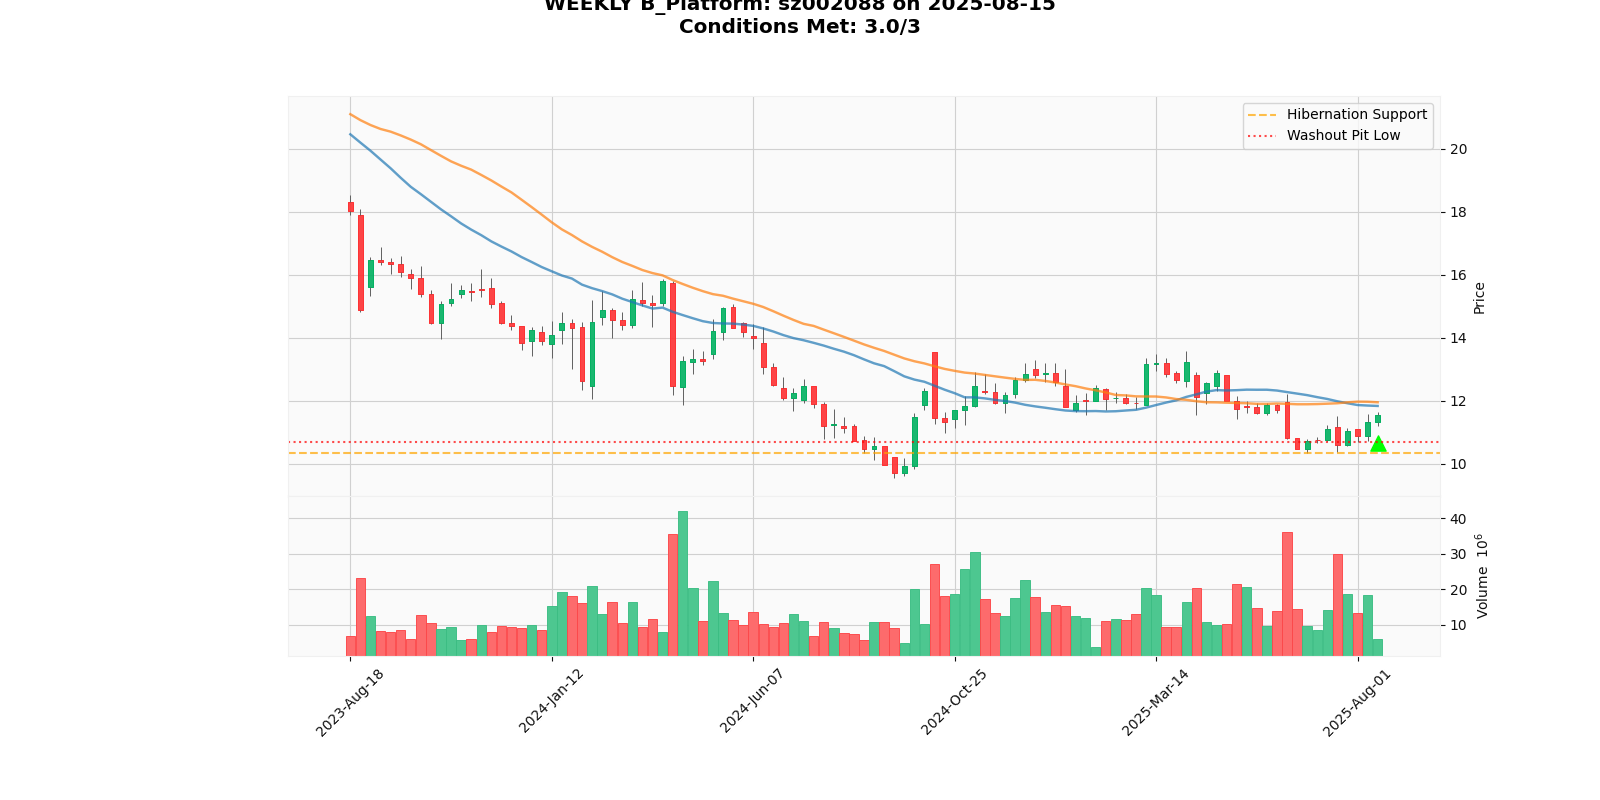 WEEKLY B_Platform: sz002088 on 2025-08-15
Conditions Met: 3.0/3
Hibernation Support
Washout Pit Low
20
18
16
14
12
10
Price
40
30
20
10
Volume 10^6
2023-Aug-18
2024-Jan-12
2024-Jun-07
2024-Oct-25
2025-Mar-14
2025-Aug-01